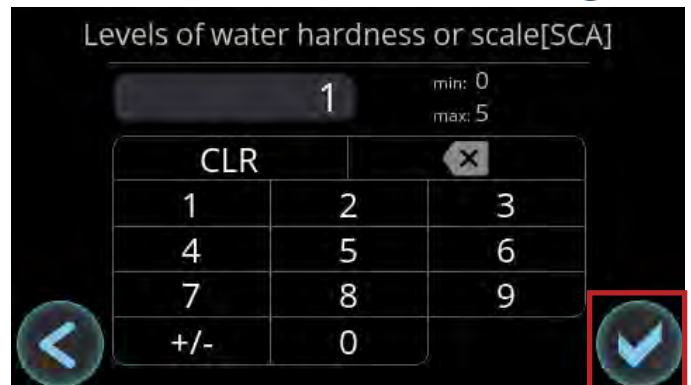 Levels of water hardness or scale[SCA]
1
min: 0
max: 5
CLR
1 2 3
4 5 6
7 8 9
+/- 0